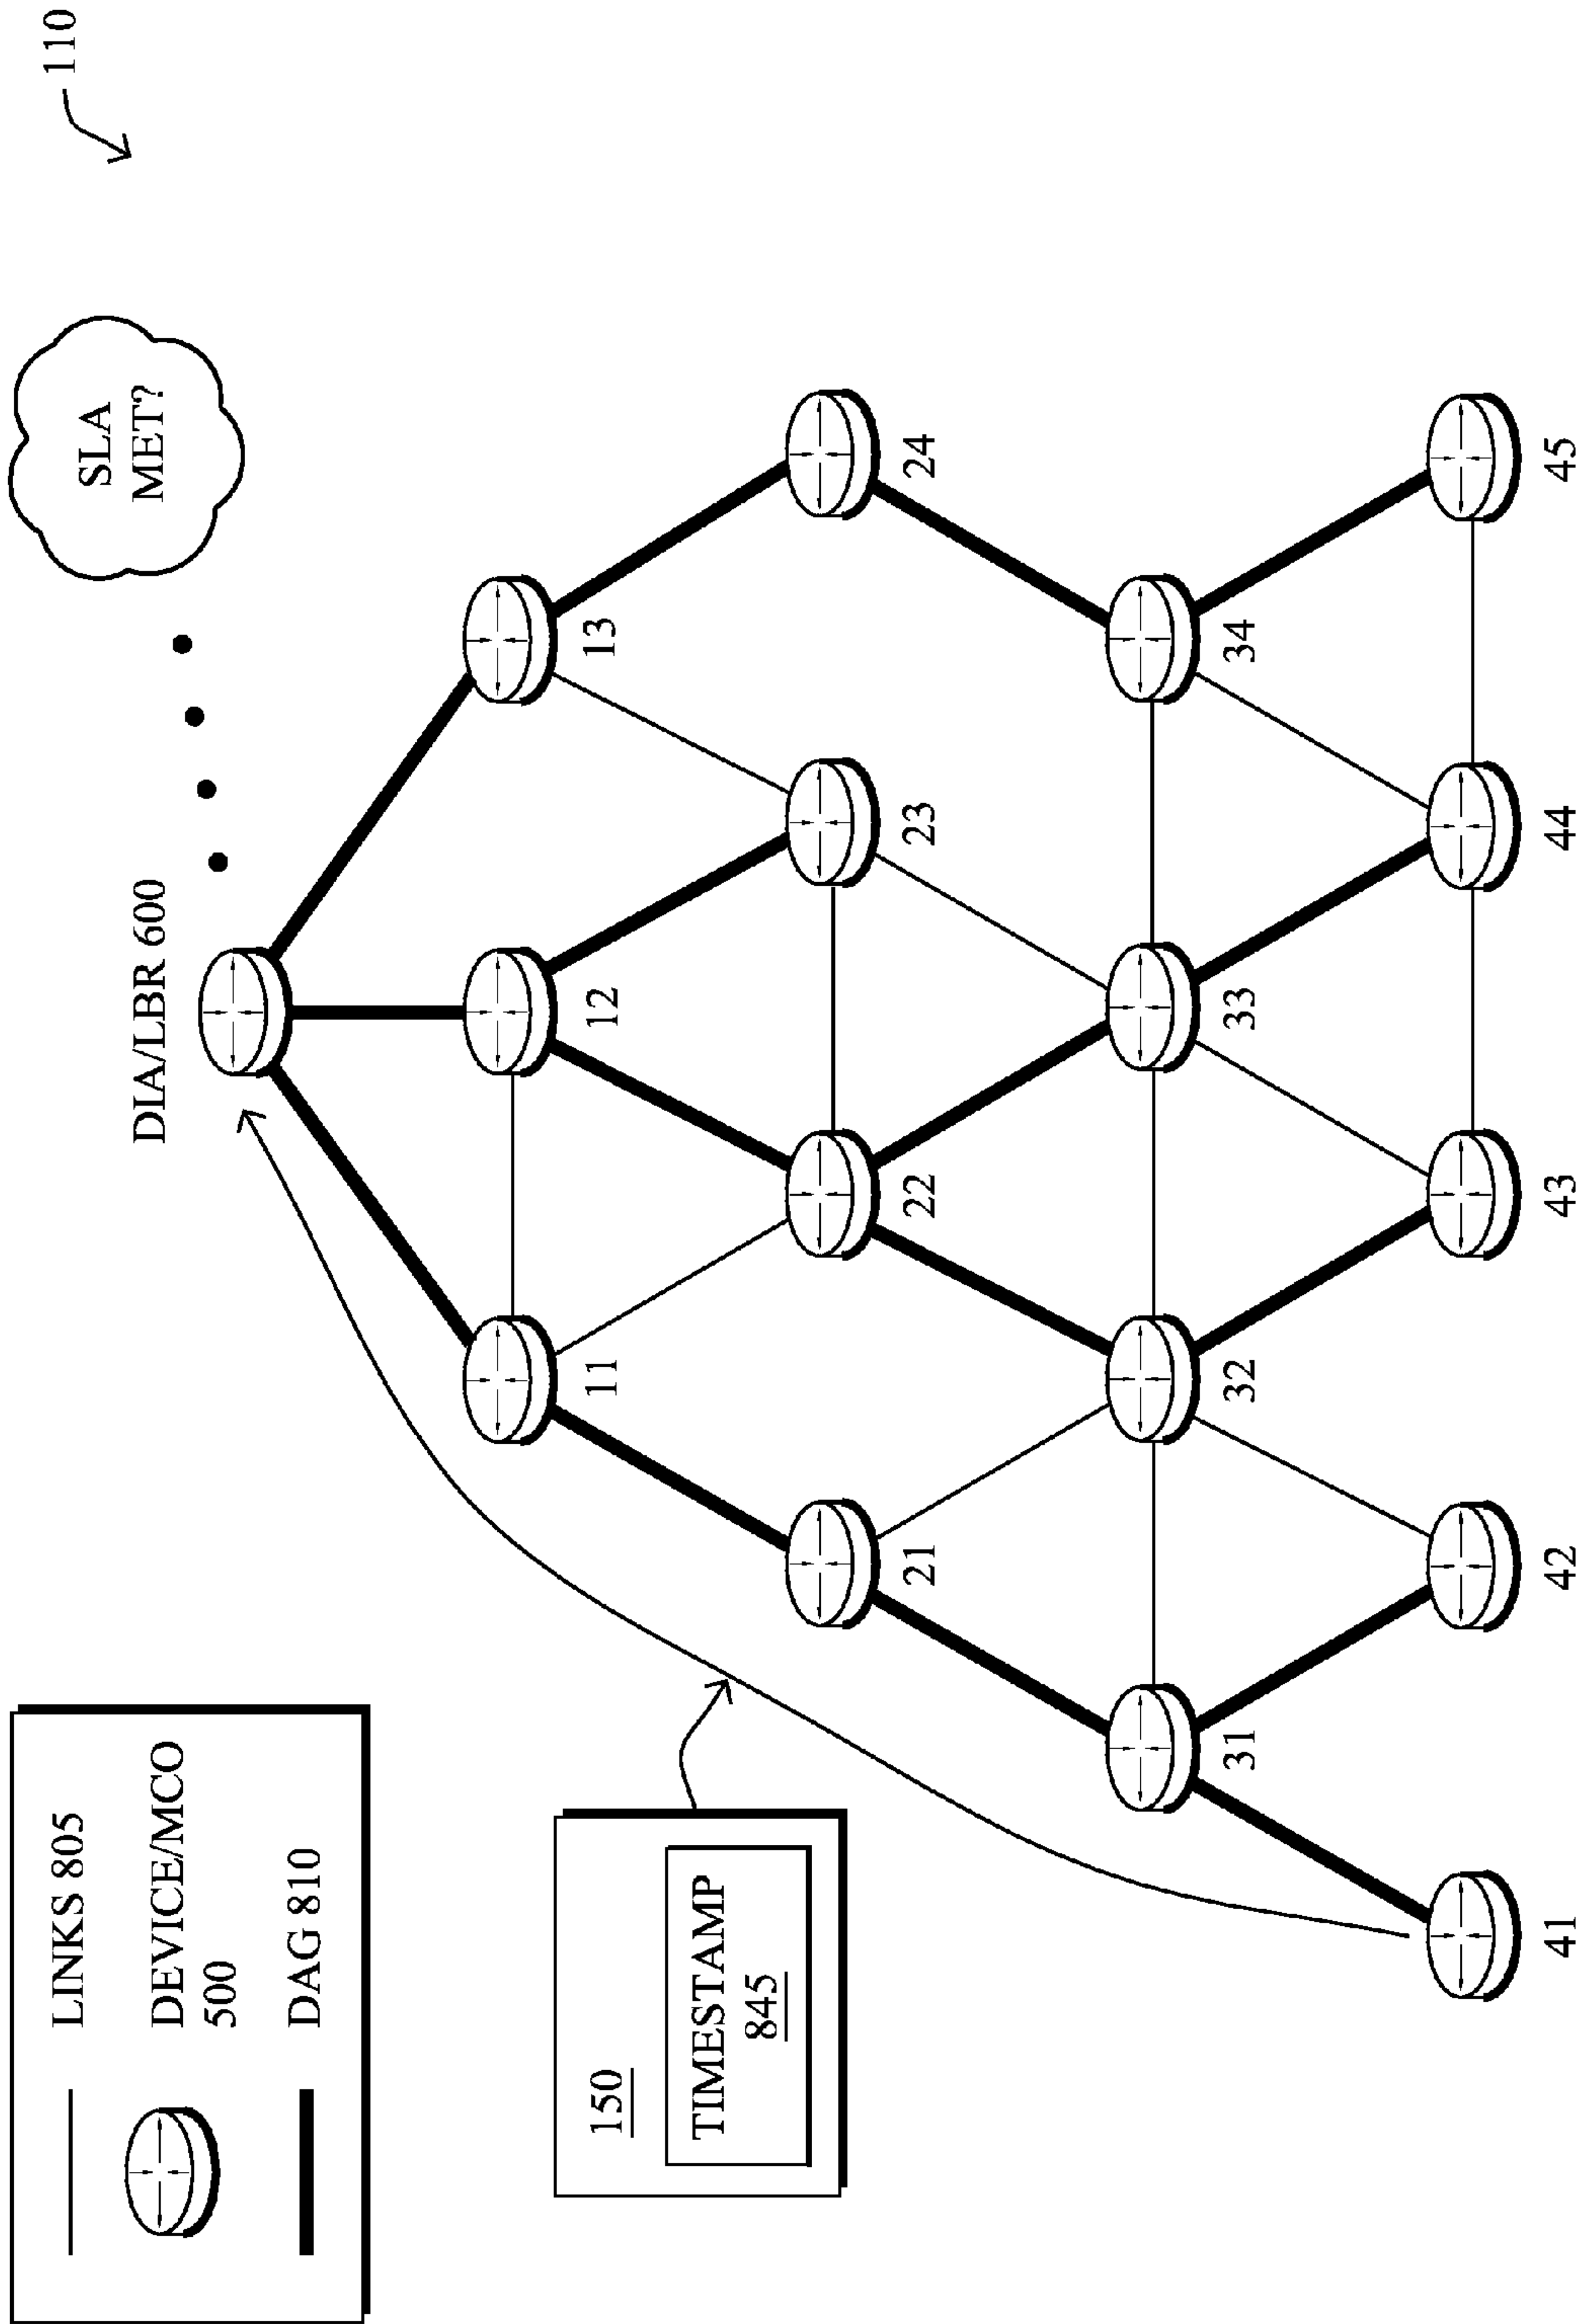 110
LINKS 805
DEVICE/MCO
500
DAG 810
SLA
MET?
DIA/LBR 600
150
TIMESTAMP
845
11
12
13
21
22
23
24
31
32
33
34
41
42
43
44
45